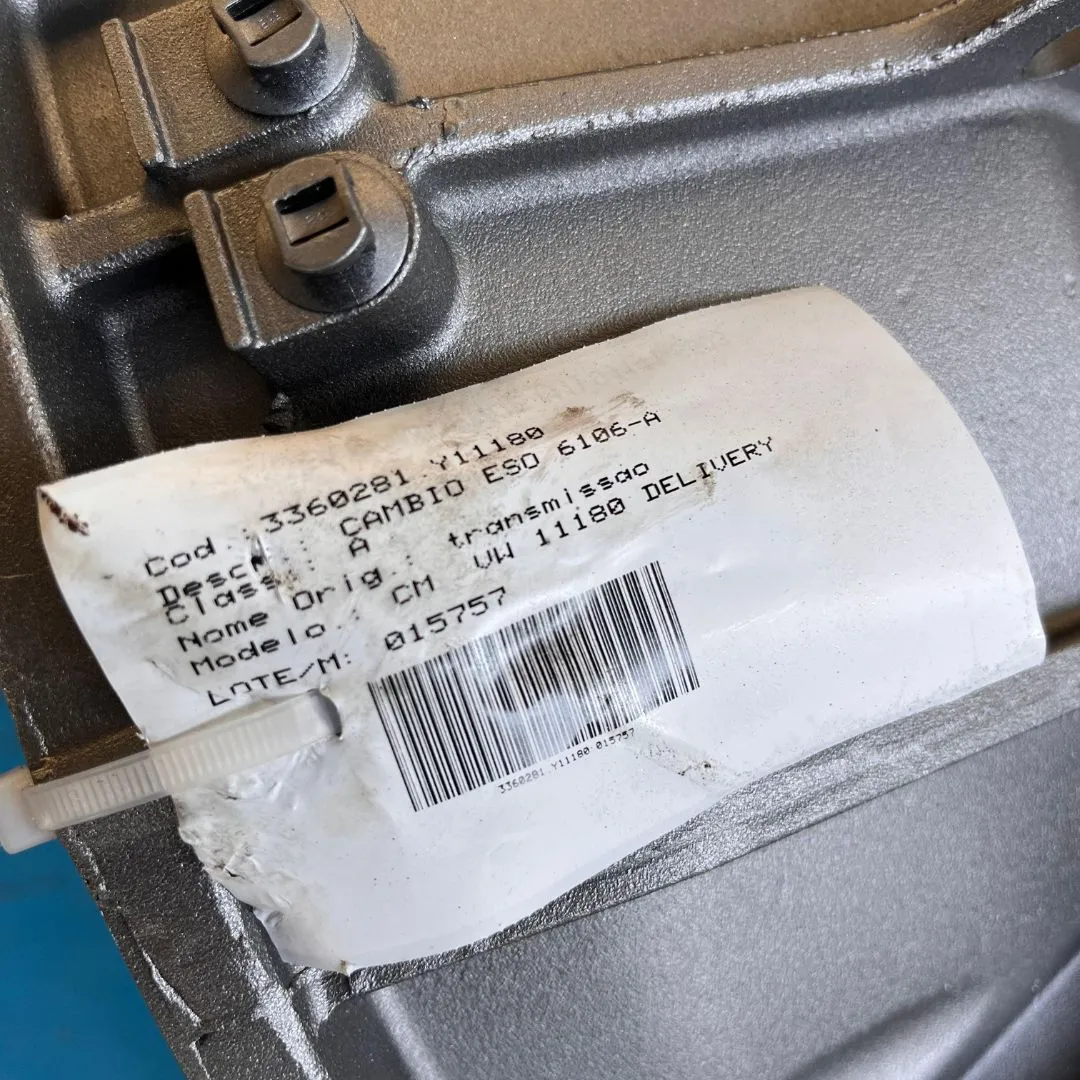 Cod .: 3360281.Y11180
Descr.: CAMBIO ESO 6106-A
Class.: A
Nome Orig.: transmissao
Modelo.: CM VW 11180 DELIVERY
LOTE/M: 015757
3360281.Y11180 015757